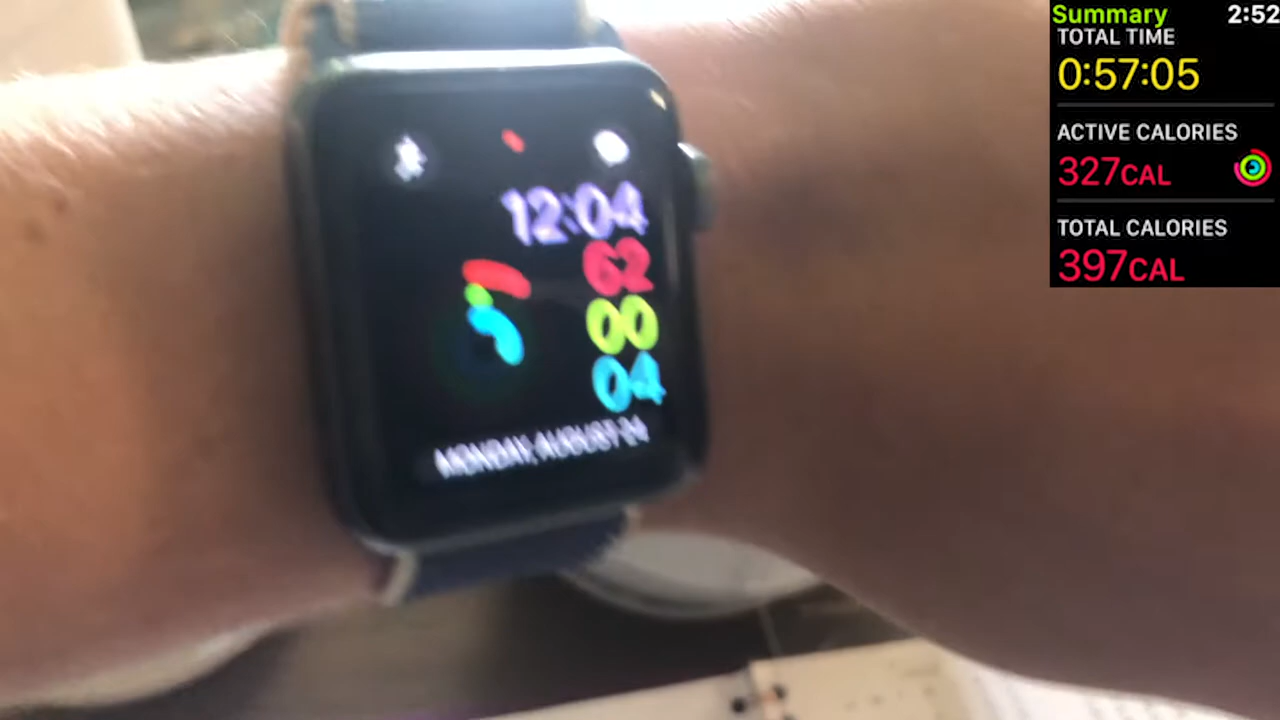 12:04
62
00
04
MONDAY, AUGUST 24
Summary 2:52
TOTAL TIME
0:57:05
ACTIVE CALORIES
327CAL
TOTAL CALORIES
397CAL